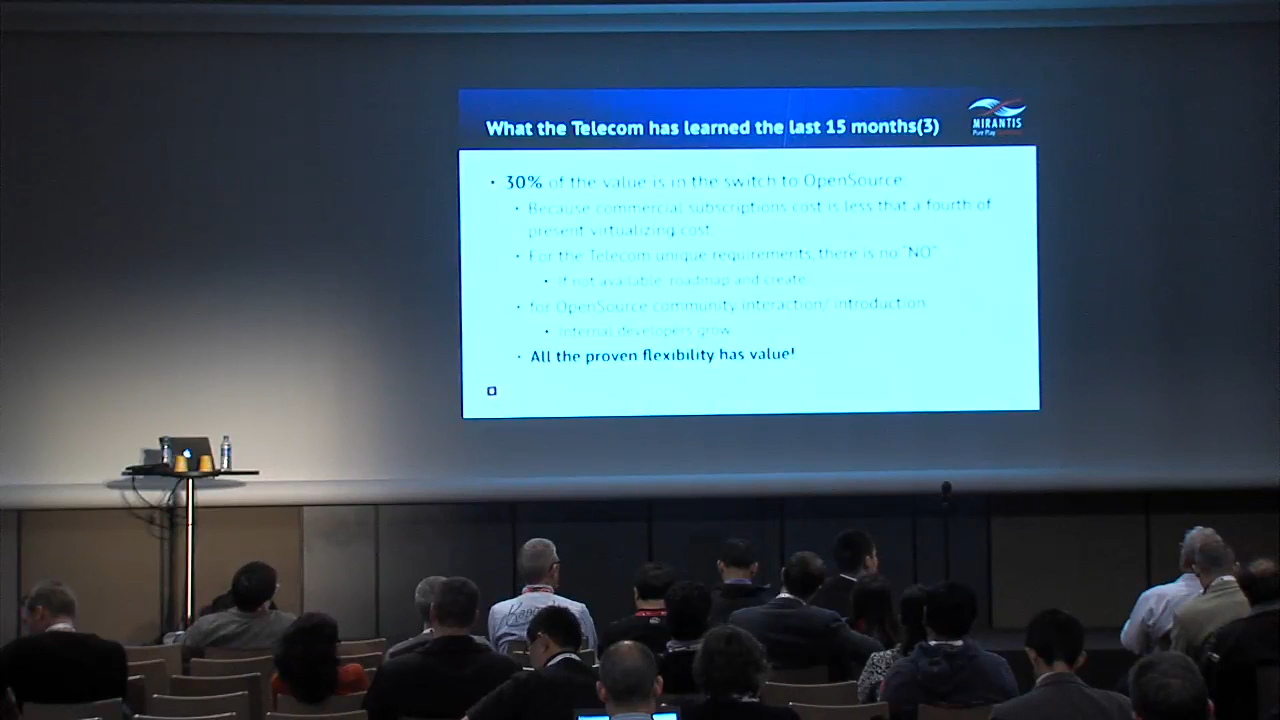 What the Telecom has learned the last 15 months(3)
MIRANTIS
Pure Play
• 30% of the value is in the switch to OpenSource
• Because commercial subscriptions cost is less that a fourth of
present virtualizing cost
• For the Telecom unique requirements, there is no "NO"
• If not available, roadmap and create
• for OpenSource community interaction/ introduction
• Internal developers grow
• All the proven flexibility has value!